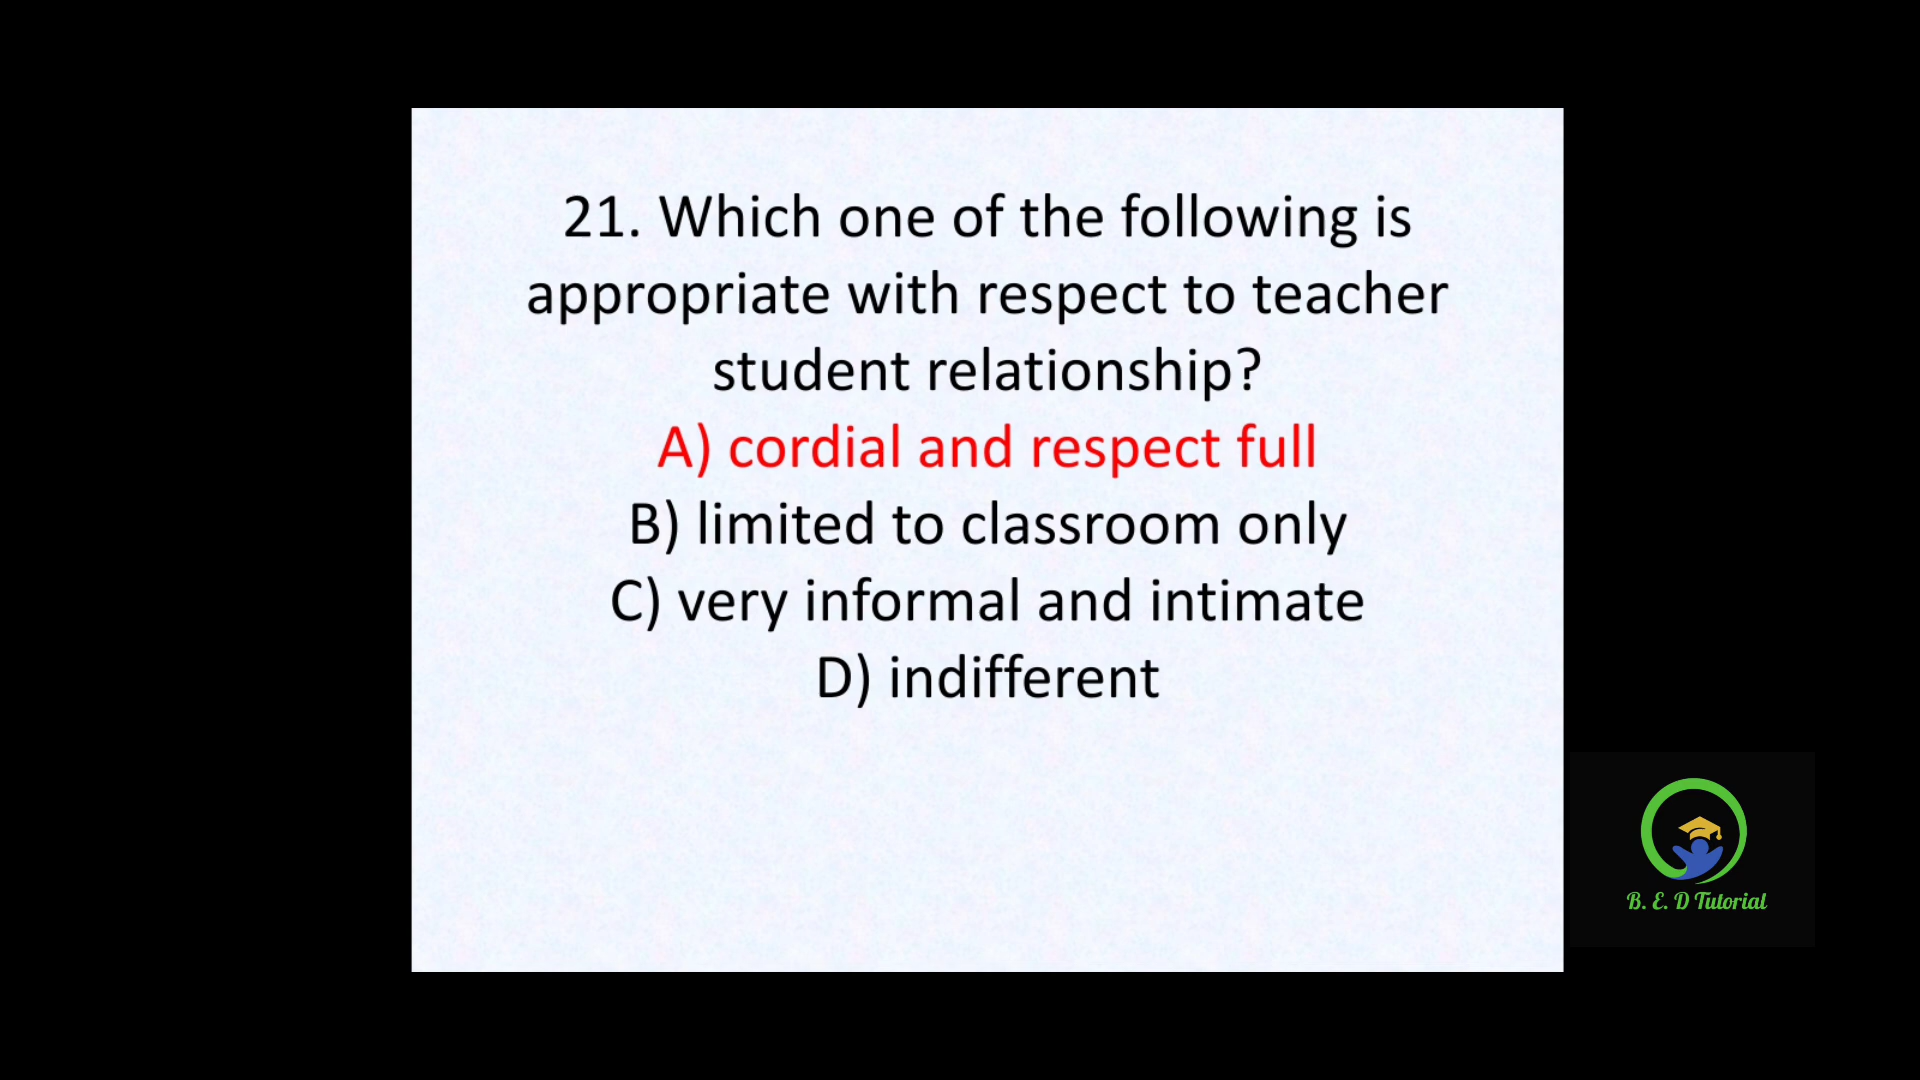 21. Which one of the following is
appropriate with respect to teacher
student relationship?
A) cordial and respect full
B) limited to classroom only
C) very informal and intimate
D) indifferent
B. E. D Tutorial